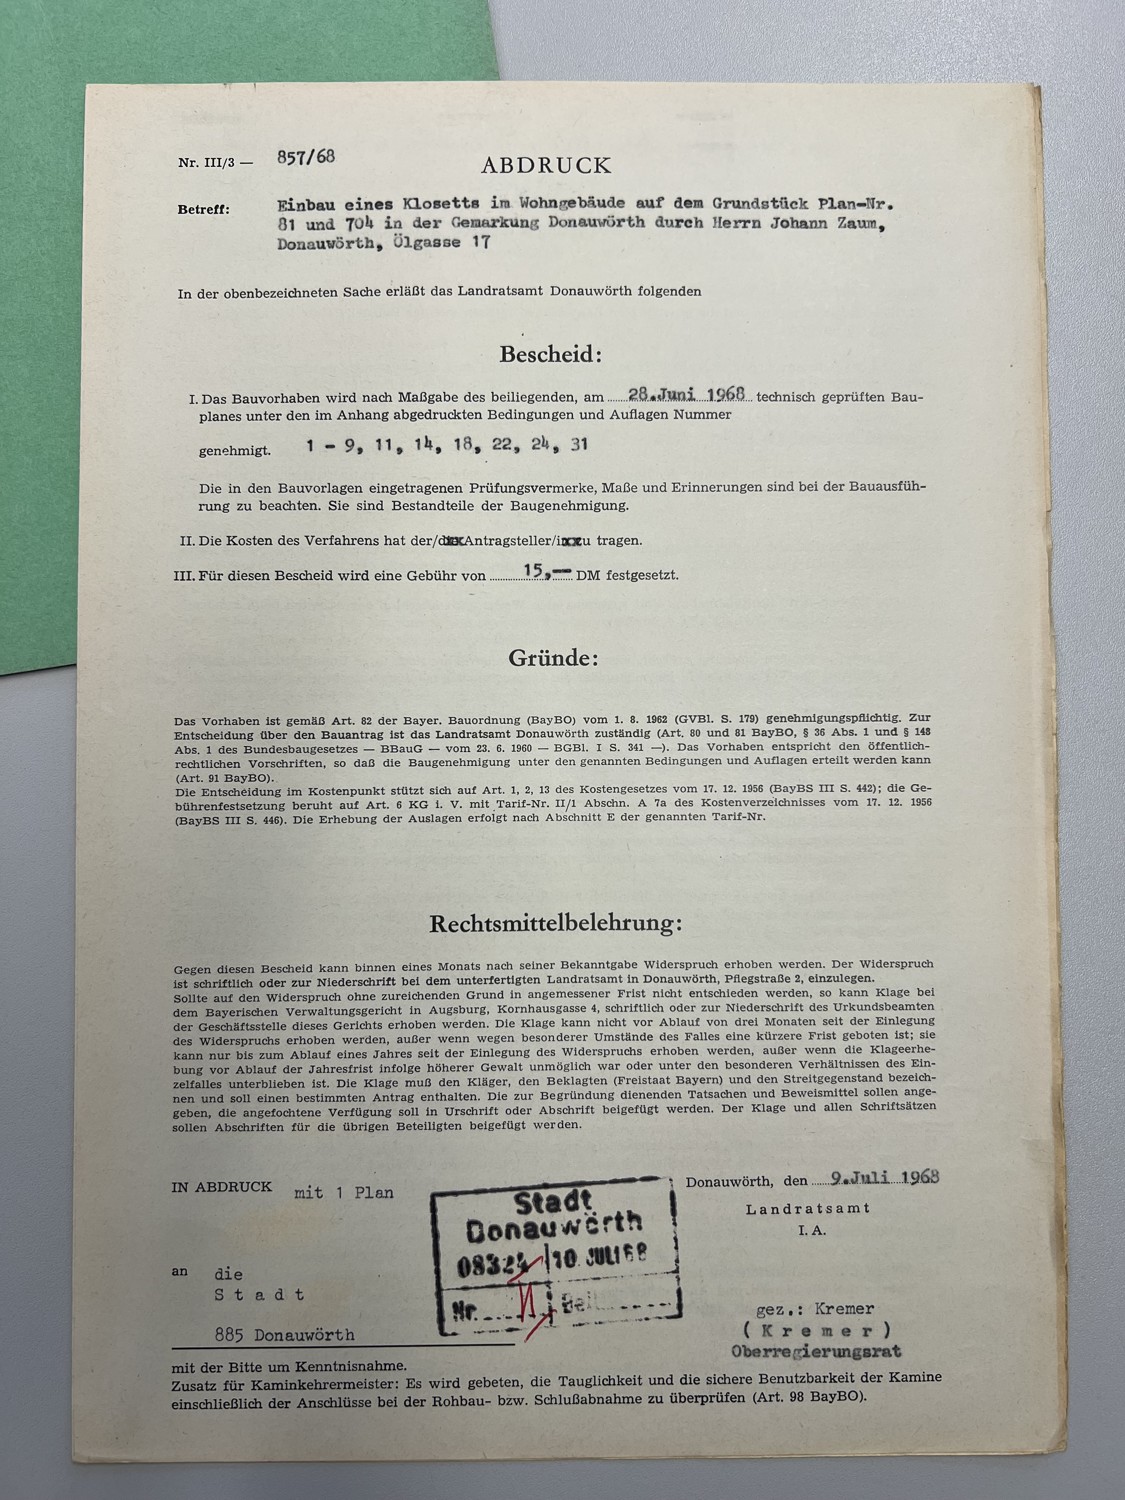 Nr. III/3 — 857/68
ABDRUCK
Betreff: Einbau eines Klosetts im Wohngebäude auf dem Grundstück Plan-Nr.
81 und 704 in der Gemarkung Donauwörth durch Herrn Johann Zaum,
Donauwörth, Ölgasse 17
In der obenbezeichneten Sache erläßt das Landratsamt Donauwörth folgenden
Bescheid:
I. Das Bauvorhaben wird nach Maßgabe des beiliegenden, am 28.Juni 1968 technisch geprüften Bau-
planes unter den im Anhang abgedruckten Bedingungen und Auflagen Nummer
genehmigt. 1 - 9, 11, 14, 18, 22, 24, 31
Die in den Bauvorlagen eingetragenen Prüfungsvermerke, Maße und Erinnerungen sind bei der Bauausfüh-
rung zu beachten. Sie sind Bestandteile der Baugenehmigung.
II. Die Kosten des Verfahrens hat der/dxxAntragsteller/ixxzu tragen.
III. Für diesen Bescheid wird eine Gebühr von 15,— DM festgesetzt.
Gründe:
Das Vorhaben ist gemäß Art. 82 der Bayer. Bauordnung (BayBO) vom 1. 8. 1962 (GVBl. S. 179) genehmigungspflichtig. Zur
Entscheidung über den Bauantrag ist das Landratsamt Donauwörth zuständig (Art. 80 und 81 BayBO, § 36 Abs. 1 und § 148
Abs. 1 des Bundesbaugesetzes — BBauG — vom 23. 6. 1960 — BGBl. I S. 341 —). Das Vorhaben entspricht den öffentlich-
rechtlichen Vorschriften, so daß die Baugenehmigung unter den genannten Bedingungen und Auflagen erteilt werden kann
(Art. 91 BayBO).
Die Entscheidung im Kostenpunkt stützt sich auf Art. 1, 2, 13 des Kostengesetzes vom 17. 12. 1956 (BayBS III S. 442); die Ge-
bührenfestsetzung beruht auf Art. 6 KG i. V. mit Tarif-Nr. II/1 Abschn. A 7a des Kostenverzeichnisses vom 17. 12. 1956
(BayBS III S. 446). Die Erhebung der Auslagen erfolgt nach Abschnitt E der genannten Tarif-Nr.
Rechtsmittelbelehrung:
Gegen diesen Bescheid kann binnen eines Monats nach seiner Bekanntgabe Widerspruch erhoben werden. Der Widerspruch
ist schriftlich oder zur Niederschrift bei dem unterfertigten Landratsamt in Donauwörth, Pflegstraße 2, einzulegen.
Sollte auf den Widerspruch ohne zureichenden Grund in angemessener Frist nicht entschieden werden, so kann Klage bei
dem Bayerischen Verwaltungsgericht in Augsburg, Kornhausgasse 4, schriftlich oder zur Niederschrift des Urkundsbeamten
der Geschäftsstelle dieses Gerichts erhoben werden. Die Klage kann nicht vor Ablauf von drei Monaten seit der Einlegung
des Widerspruchs erhoben werden, außer wenn wegen besonderer Umstände des Falles eine kürzere Frist geboten ist; sie
kann nur bis zum Ablauf eines Jahres seit der Einlegung des Widerspruchs erhoben werden, außer wenn die Klageerhe-
bung vor Ablauf der Jahresfrist infolge höherer Gewalt unmöglich war oder unter den besonderen Verhältnissen des Ein-
zelfalles unterblieben ist. Die Klage muß den Kläger, den Beklagten (Freistaat Bayern) und den Streitgegenstand bezeich-
nen und soll einen bestimmten Antrag enthalten. Die zur Begründung dienenden Tatsachen und Beweismittel sollen ange-
geben, die angefochtene Verfügung soll in Urschrift oder Abschrift beigefügt werden. Der Klage und allen Schriftsätzen
sollen Abschriften für die übrigen Beteiligten beigefügt werden.
IN ABDRUCK mit 1 Plan
Stadt
Donauwörth
10. JULI 68
Nr.
Donauwörth, den 9.Juli 1968
Landratsamt
I. A.
an die
Stadt
885 Donauwörth
gez.: Kremer
(Kremer)
Oberregierungsrat
mit der Bitte um Kenntnisnahme.
Zusatz für Kaminkehrermeister: Es wird gebeten, die Tauglichkeit und die sichere Benutzbarkeit der Kamine
einschließlich der Anschlüsse bei der Rohbau- bzw. Schlußabnahme zu überprüfen (Art. 98 BayBO).